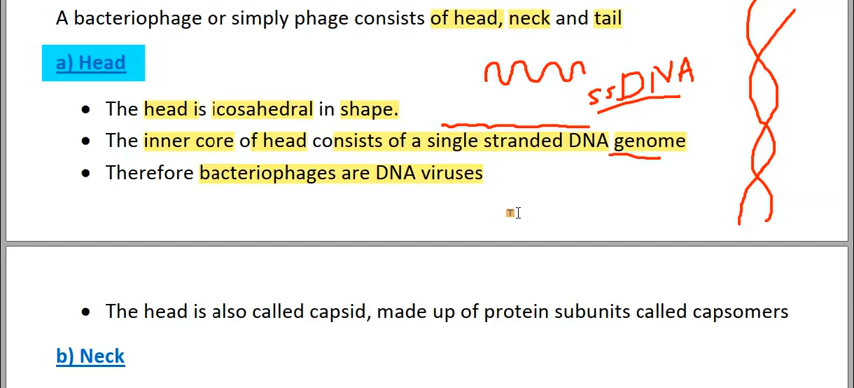 A bacteriophage or simply phage consists of head, neck and tail
a) Head
ssDNA
• The head is icosahedral in shape.
• The inner core of head consists of a single stranded DNA genome
• Therefore bacteriophages are DNA viruses
• The head is also called capsid, made up of protein subunits called capsomers
b) Neck